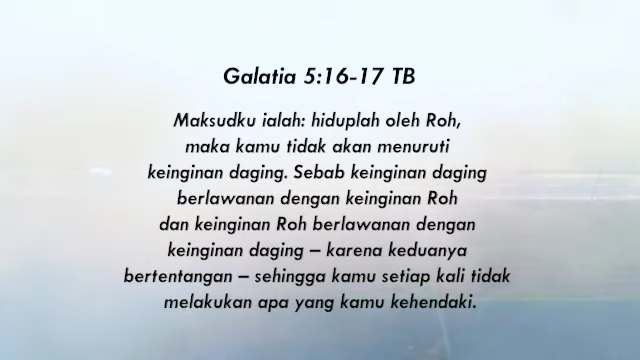 Galatia 5:16-17 TB
Maksudku ialah: hiduplah oleh Roh,
maka kamu tidak akan menuruti
keinginan daging. Sebab keinginan daging
berlawanan dengan keinginan Roh
dan keinginan Roh berlawanan dengan
keinginan daging – karena keduanya
bertentangan – sehingga kamu setiap kali tidak
melakukan apa yang kamu kehendaki.